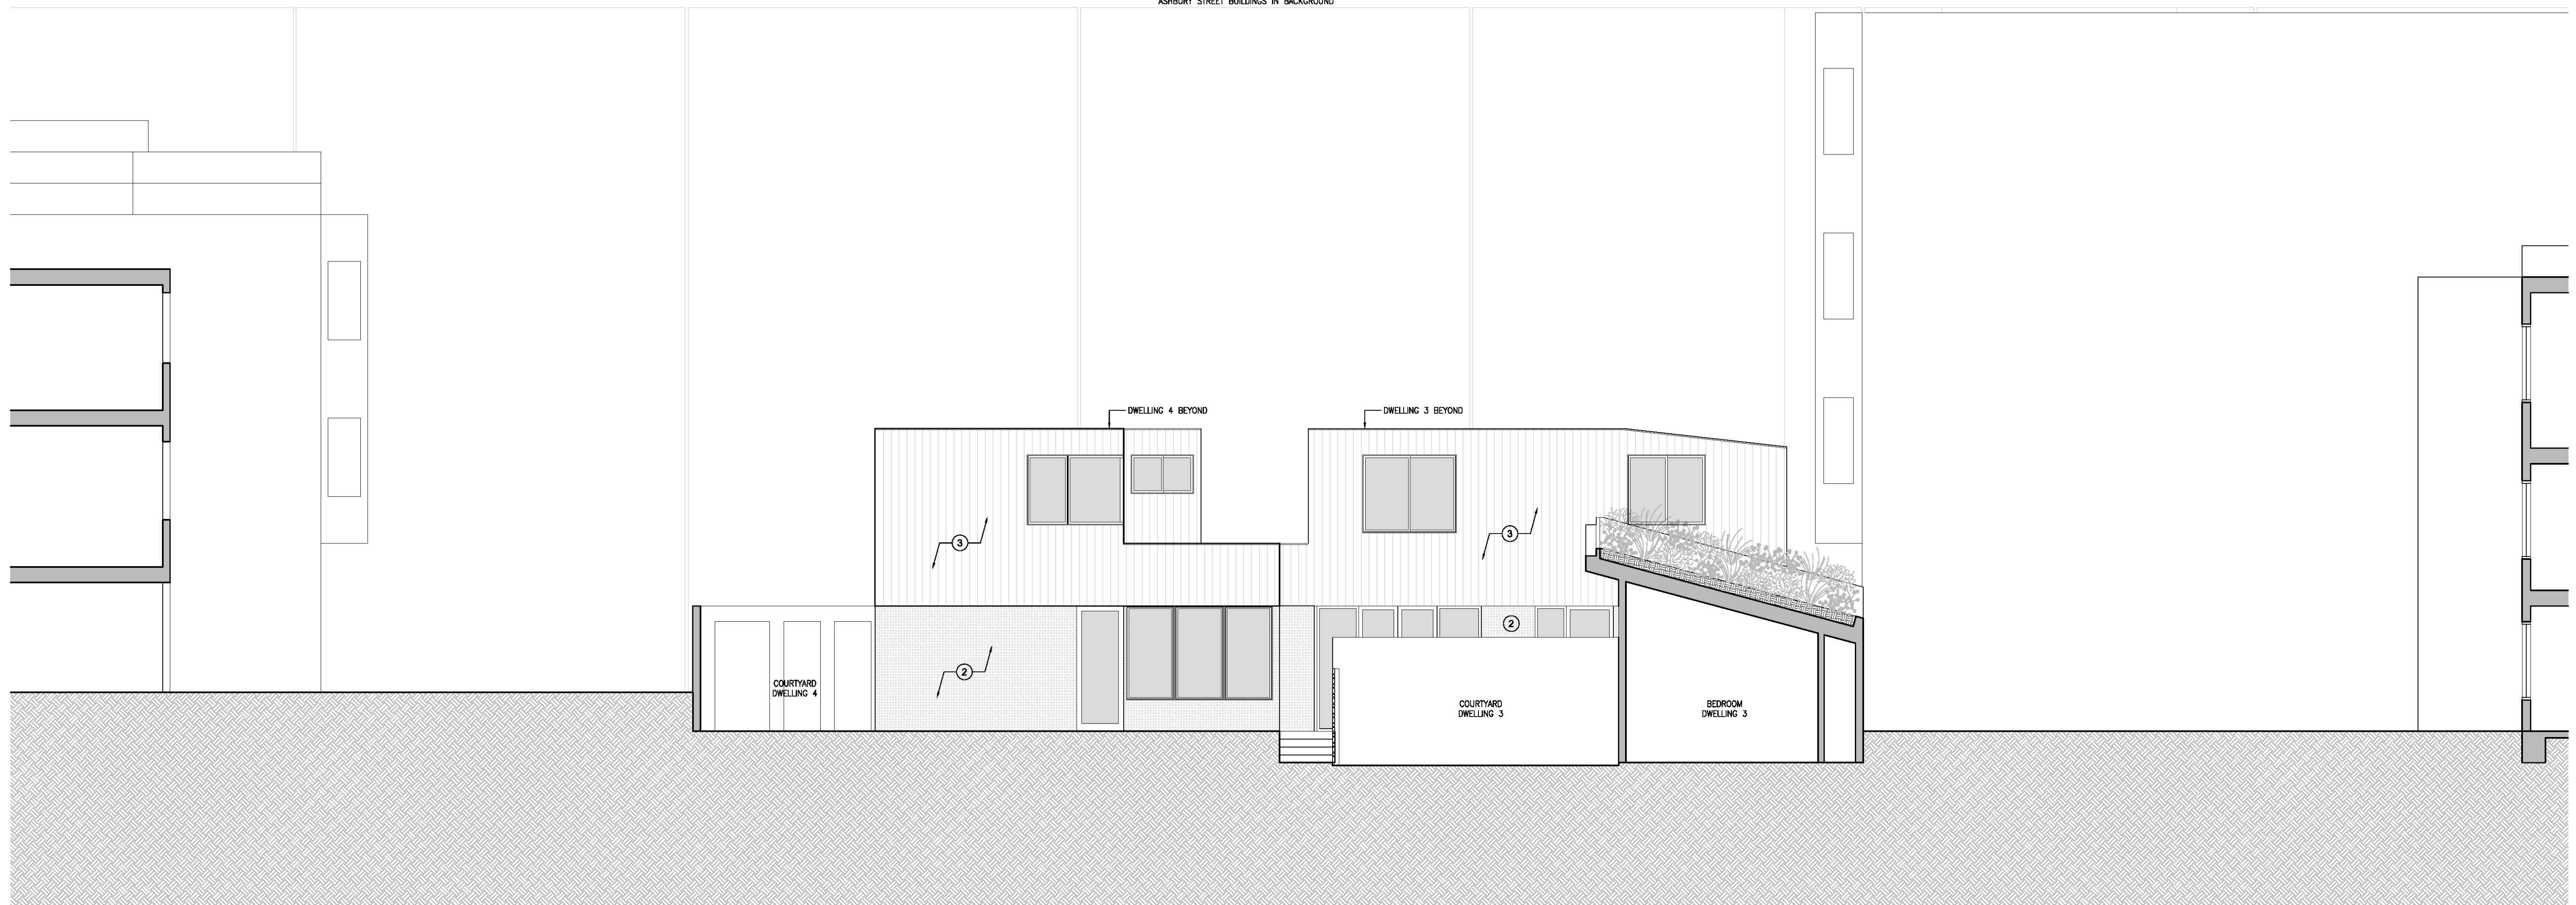 ASHBURY STREET BUILDINGS IN BACKGROUND
DWELLING 4 BEYOND
DWELLING 3 BEYOND
3
3
2
2
COURTYARD
DWELLING 4
COURTYARD
DWELLING 3
BEDROOM
DWELLING 3